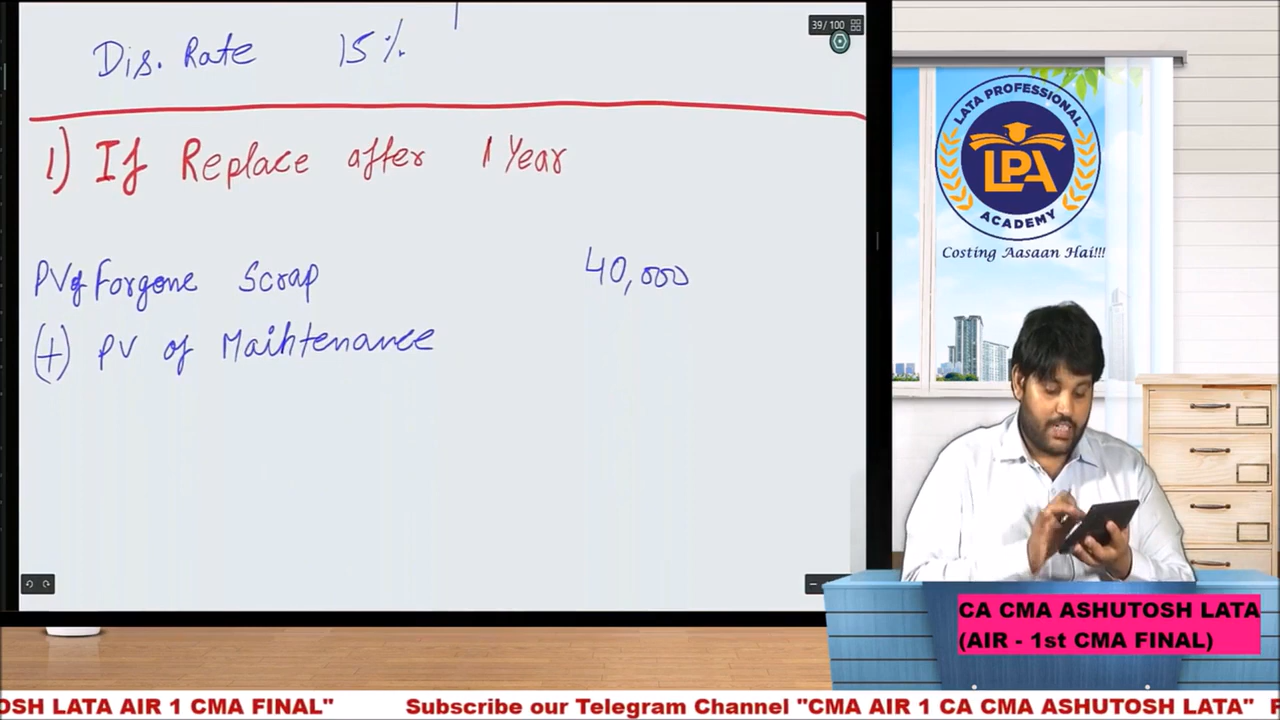 Dis. Rate 15%
39/100
1) If Replace after 1 Year
PV of Forgone Scrap 40,000
(+) PV of Maihtenance
LATA PROFESSIONAL
LPA
ACADEMY
Costing Aasaan Hai!!!
CA CMA ASHUTOSH LATA
(AIR - 1st CMA FINAL)
OSH LATA AIR 1 CMA FINAL" Subscribe our Telegram Channel "CMA AIR 1 CA CMA ASHUTOSH LATA"